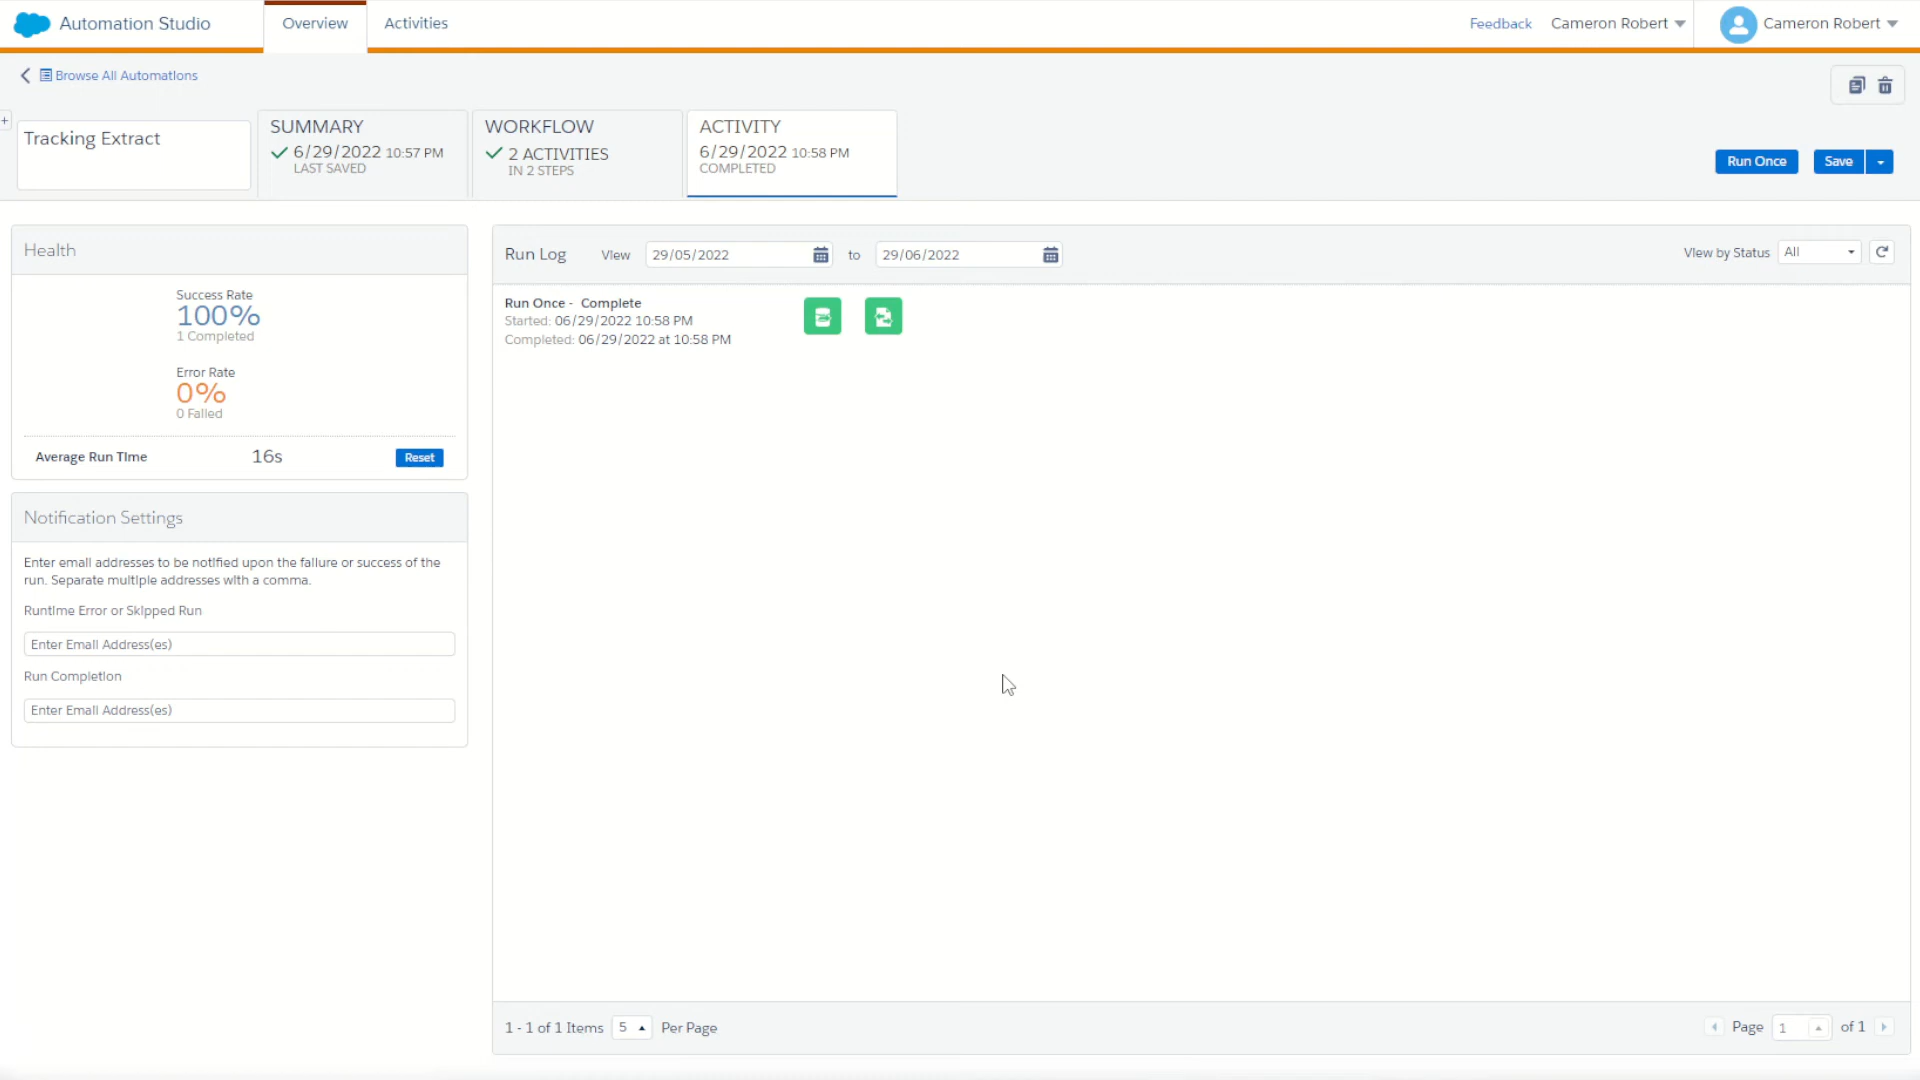 Automation Studio
Overview
Activities
Feedback
Cameron Robert
Cameron Robert
Browse All Automations
Tracking Extract
SUMMARY
6/29/2022 10:57 PM
LAST SAVED
WORKFLOW
2 ACTIVITIES
IN 2 STEPS
ACTIVITY
6/29/2022 10:58 PM
COMPLETED
Run Once
Save
Health
Success Rate
100%
1 Completed
Error Rate
0%
0 Failed
Average Run Time
16s
Reset
Notification Settings
Enter email addresses to be notified upon the failure or success of the
run. Separate multiple addresses with a comma.
Runtime Error or Skipped Run
Enter Email Address(es)
Run Completion
Enter Email Address(es)
Run Log
View
29/05/2022
to
29/06/2022
View by Status
All
Run Once - Complete
Started: 06/29/2022 10:58 PM
Completed: 06/29/2022 at 10:58 PM
1 - 1 of 1 Items
5
Per Page
Page
1
of 1